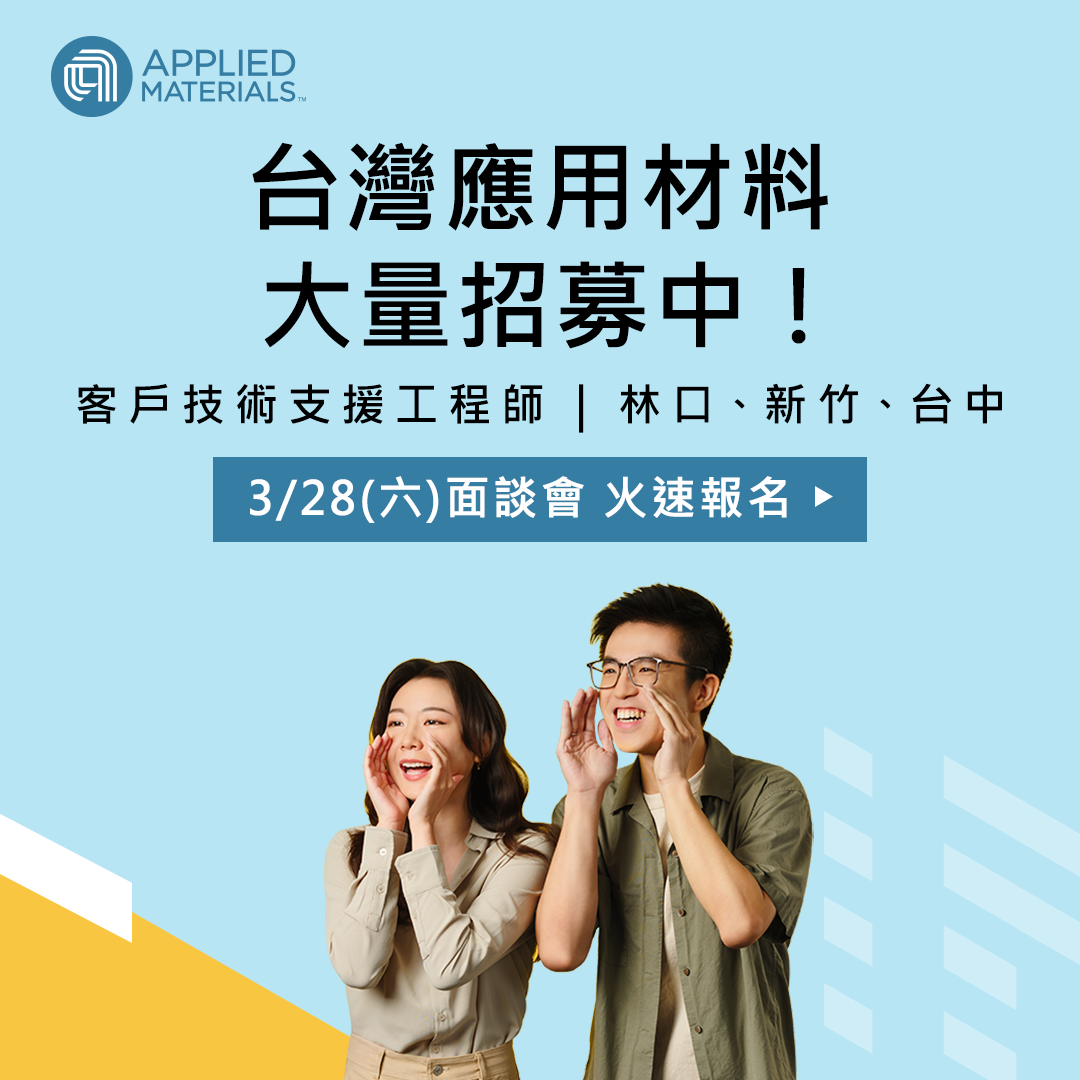 APPLIED
MATERIALS™
台灣應用材料
大量招募中！
客戶技術支援工程師 | 林口、新竹、台中
3/28(六)面談會 火速報名 ▶